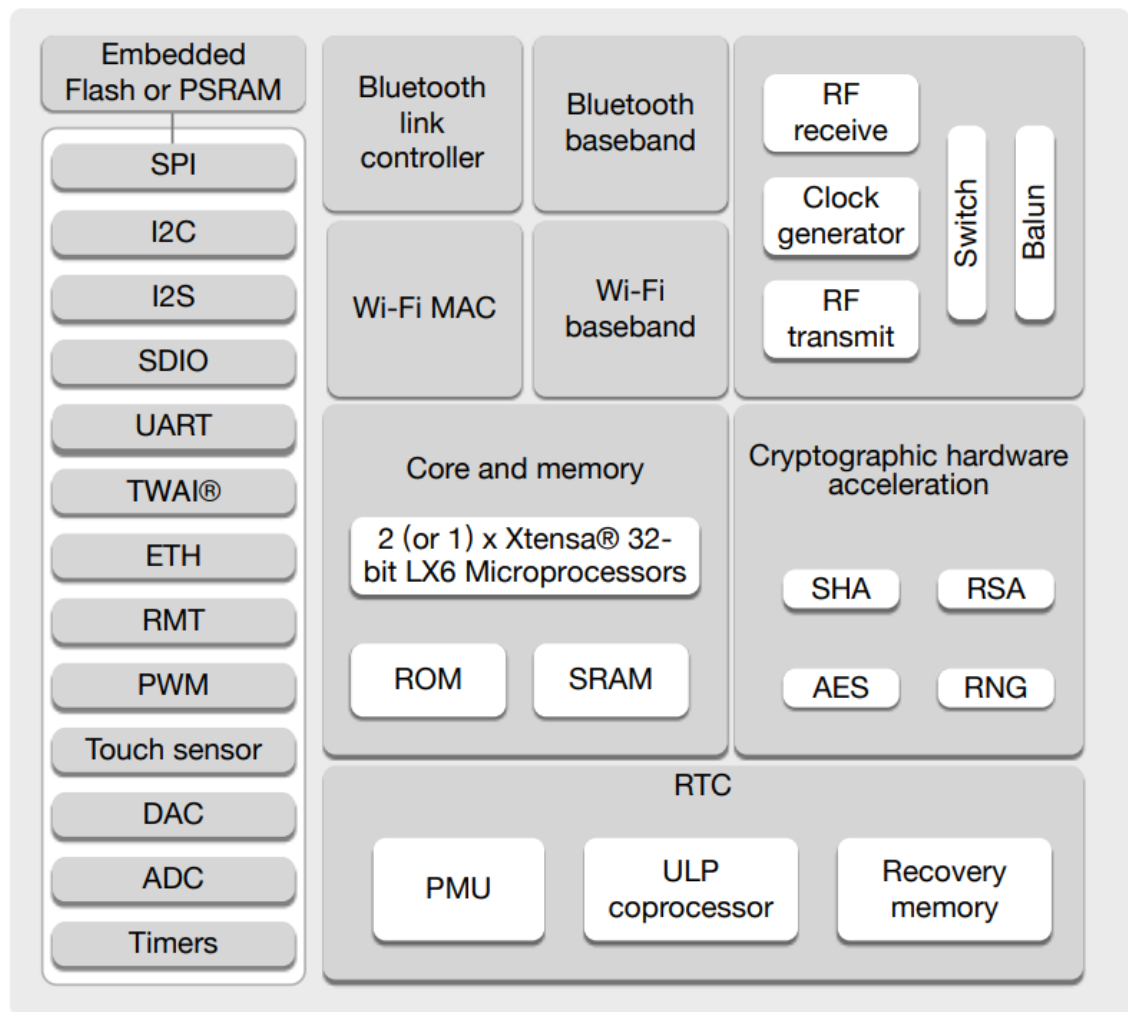 Embedded
Flash or PSRAM
SPI
I2C
I2S
SDIO
UART
TWAI®
ETH
RMT
PWM
Touch sensor
DAC
ADC
Timers
Bluetooth
link
controller
Bluetooth
baseband
Wi-Fi MAC
Wi-Fi
baseband
RF
receive
Clock
generator
RF
transmit
Switch
Balun
Core and memory
2 (or 1) x Xtensa® 32-
bit LX6 Microprocessors
ROM
SRAM
Cryptographic hardware
acceleration
SHA
RSA
AES
RNG
RTC
PMU
ULP
coprocessor
Recovery
memory